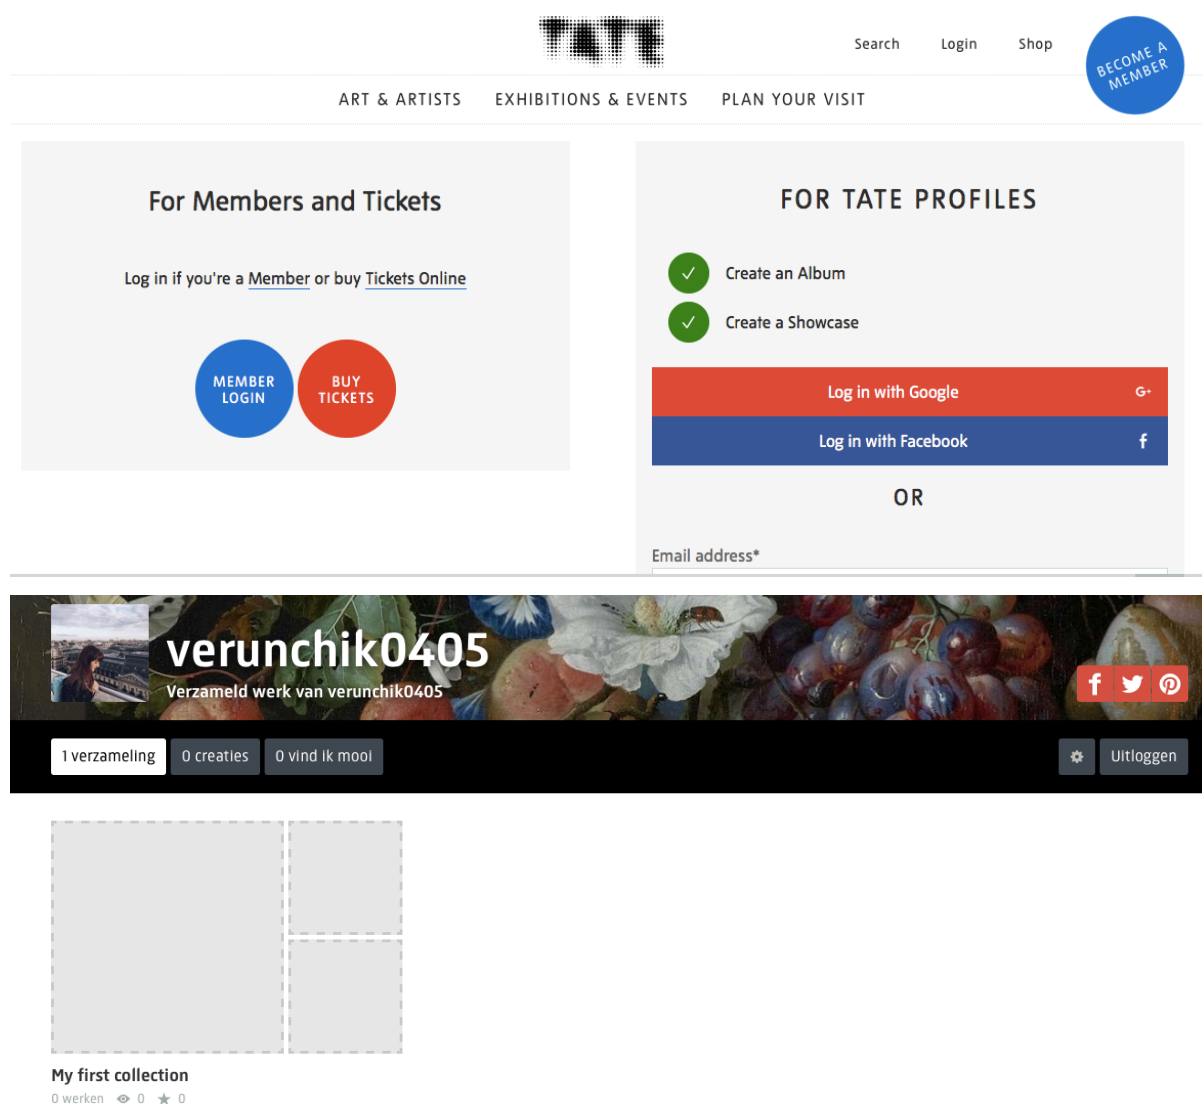 TATE
Search Login Shop
BECOME A
MEMBER
ART & ARTISTS EXHIBITIONS & EVENTS PLAN YOUR VISIT
For Members and Tickets
Log in if you're a Member or buy Tickets Online
MEMBER
LOGIN
BUY
TICKETS
FOR TATE PROFILES
Create an Album
Create a Showcase
Log in with Google G+
Log in with Facebook f
OR
Email address*
verunchik0405
Verzameld werk van verunchik0405
1 verzameling 0 creaties 0 vind ik mooi
Uitloggen
My first collection
0 werken 0 0